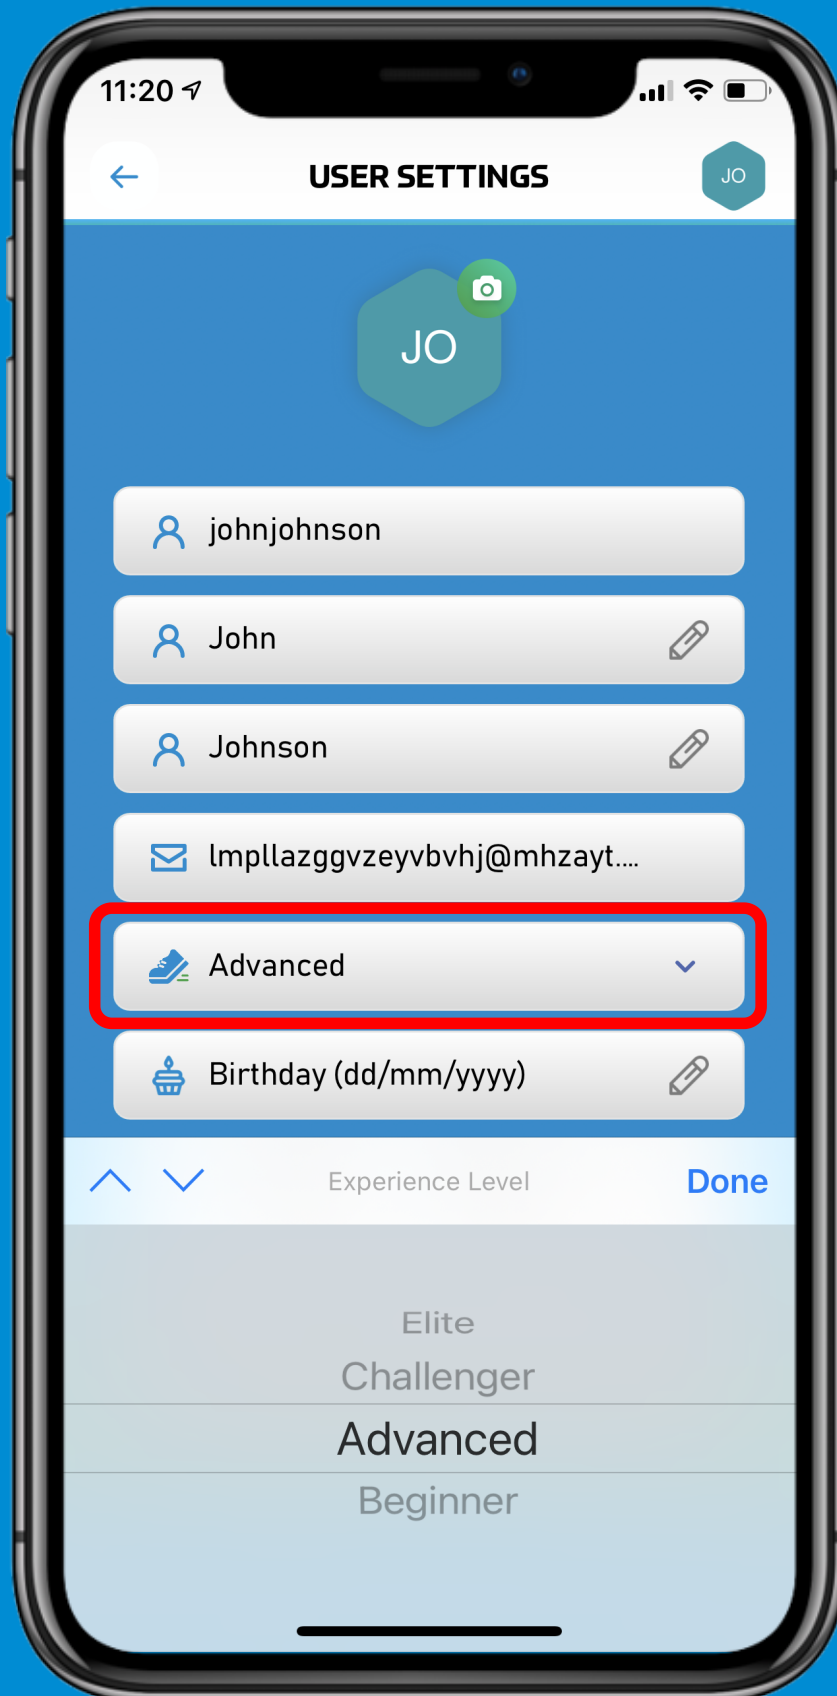 11:20
USER SETTINGS
JO
JO
johnjohnson
John
Johnson
lmpllazggvzeyvbvhj@mhzayt....
Advanced
Birthday (dd/mm/yyyy)
Experience Level
Done
Elite
Challenger
Advanced
Beginner